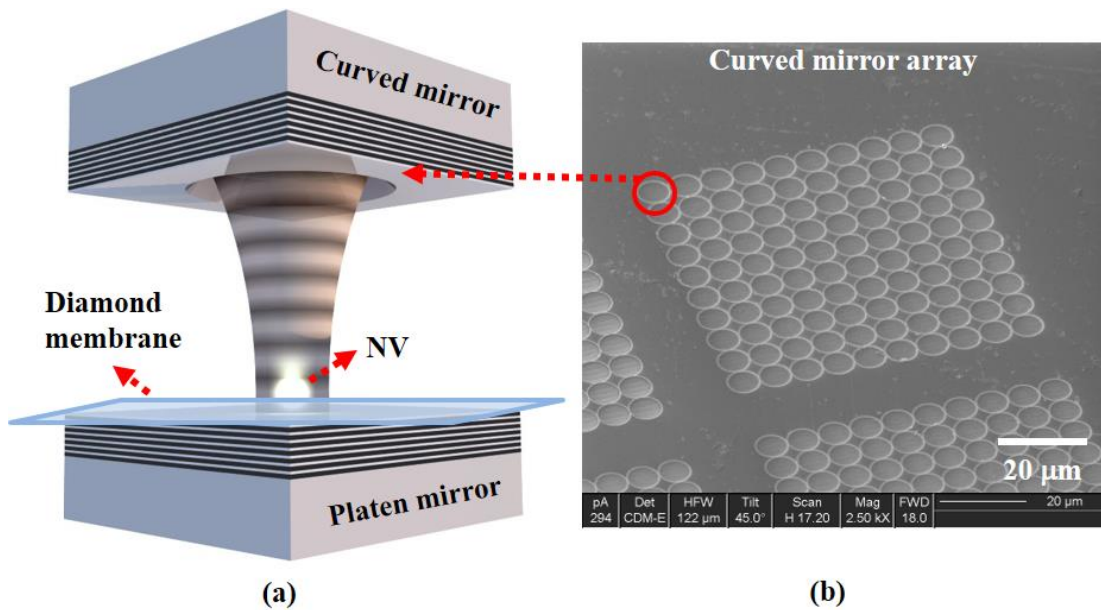 Curved mirror
Diamond
membrane
NV
Platen mirror
(a)
Curved mirror array
20 µm
pA Det HFW Tilt Scan Mag FWD
294 CDM-E 122 µm 45.0° H 17.20 2.50 kX 18.0
20 µm
(b)